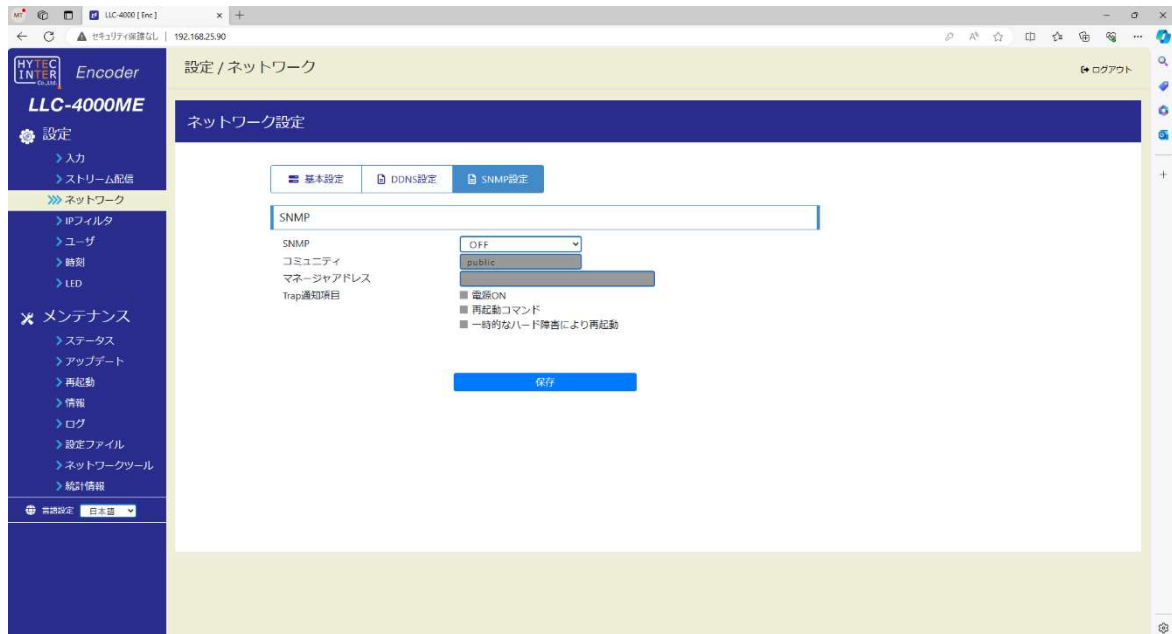 LLC-4000 [Enc]
セキュリティ保護なし
192.168.25.90
HYTEC
INTER
Co.,Ltd.
Encoder
LLC-4000ME
設定
入力
ストリーム配信
ネットワーク
IPフィルタ
ユーザ
時刻
LED
メンテナンス
ステータス
アップデート
再起動
情報
ログ
設定ファイル
ネットワークツール
統計情報
言語設定 日本語
設定 / ネットワーク
ログアウト
ネットワーク設定
基本設定 DDNS設定 SNMP設定
SNMP
SNMP OFF
コミュニティ public
マネージャアドレス
Trap通知項目 電源ON
再起動コマンド
一時的なハード障害により再起動
保存